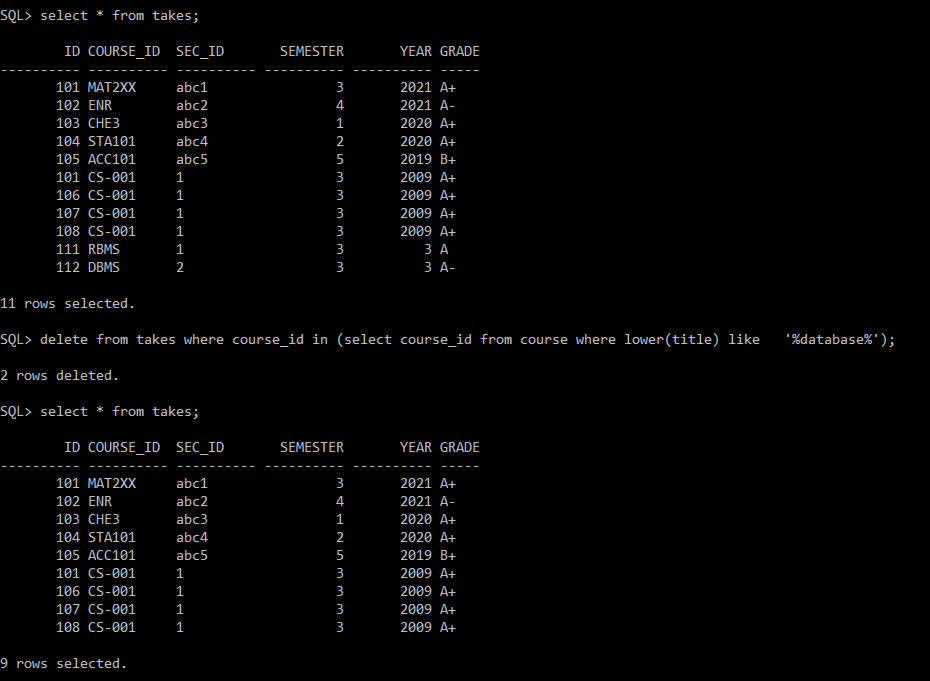 SQL> select * from takes;
        ID COURSE_ID  SEC_ID       SEMESTER       YEAR GRADE
---------- ---------- ---------- ---------- ---------- -----
       101 MAT2XX     abc1                3       2021 A+
       102 ENR        abc2                4       2021 A-
       103 CHE3       abc3                1       2020 A+
       104 STA101     abc4                2       2020 A+
       105 ACC101     abc5                5       2019 B+
       101 CS-001     1                   3       2009 A+
       106 CS-001     1                   3       2009 A+
       107 CS-001     1                   3       2009 A+
       108 CS-001     1                   3       2009 A+
       111 RBMS       1                   3          3 A
       112 DBMS       2                   3          3 A-
11 rows selected.
SQL> delete from takes where course_id in (select course_id from course where lower(title) like   '%database%');
2 rows deleted.
SQL> select * from takes;
        ID COURSE_ID  SEC_ID       SEMESTER       YEAR GRADE
---------- ---------- ---------- ---------- ---------- -----
       101 MAT2XX     abc1                3       2021 A+
       102 ENR        abc2                4       2021 A-
       103 CHE3       abc3                1       2020 A+
       104 STA101     abc4                2       2020 A+
       105 ACC101     abc5                5       2019 B+
       101 CS-001     1                   3       2009 A+
       106 CS-001     1                   3       2009 A+
       107 CS-001     1                   3       2009 A+
       108 CS-001     1                   3       2009 A+
9 rows selected.